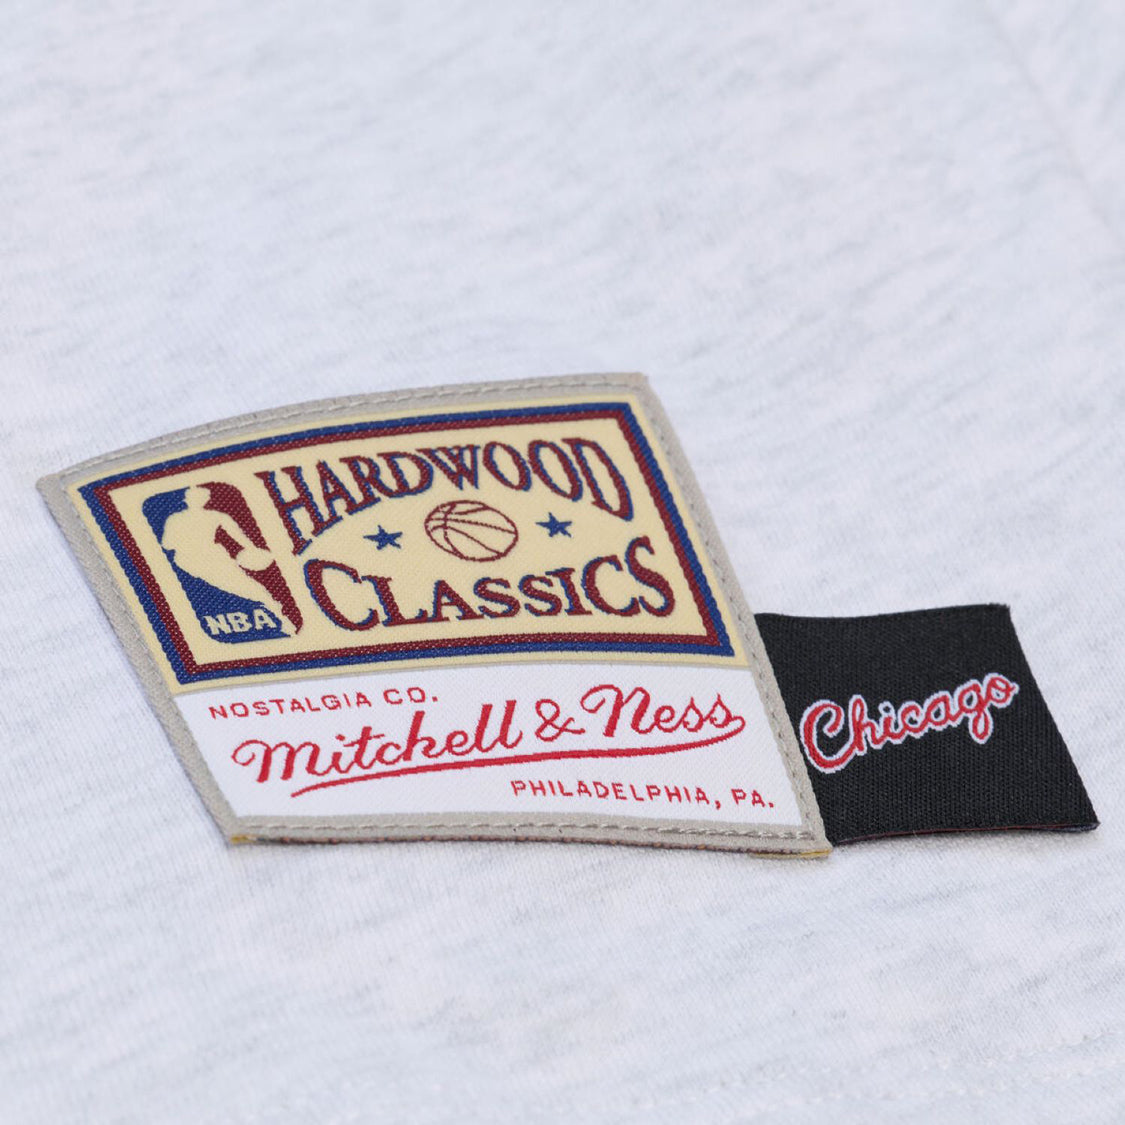 HARDWOOD
CLASSICS
NBA
NOSTALGIA CO.
Mitchell & Ness
PHILADELPHIA, PA.
Chicago